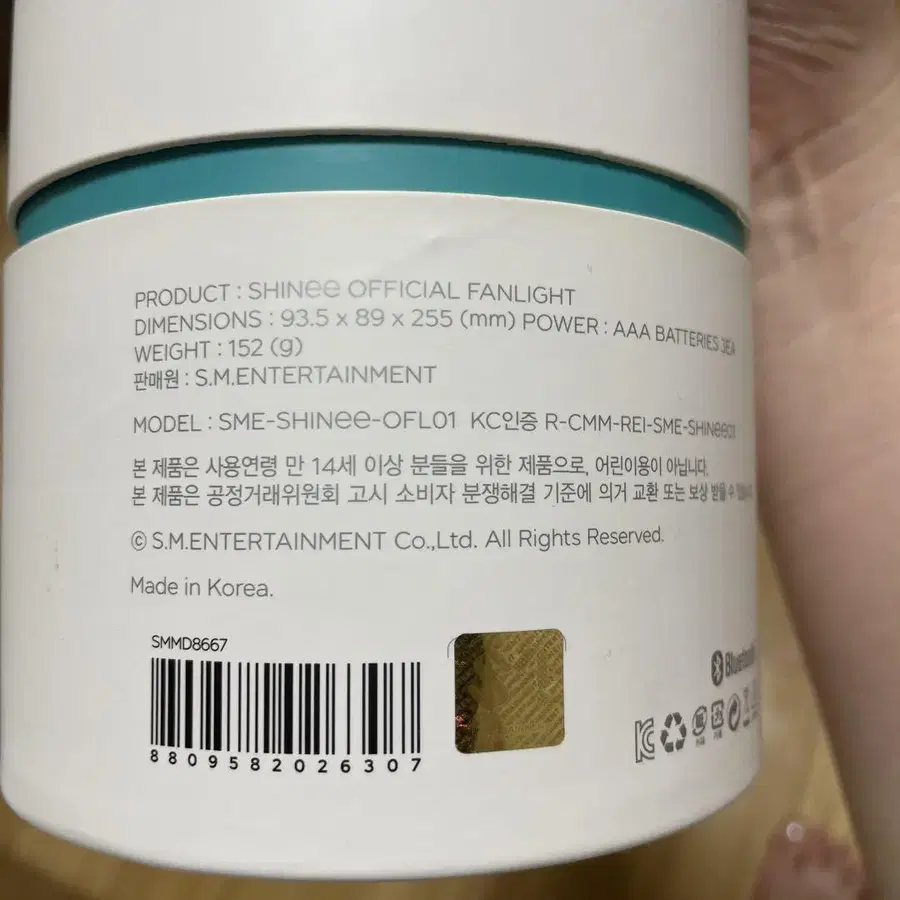 PRODUCT : SHINee OFFICIAL FANLIGHT
DIMENSIONS : 93.5 x 89 x 255 (mm) POWER : AAA BATTERIES 3EA
WEIGHT : 152 (g)
판매원 : S.M.ENTERTAINMENT
MODEL : SME-SHINee-OFL01 KC인증 R-CMM-REI-SME-SHINee01
본 제품은 사용연령 만 14세 이상 분들을 위한 제품으로, 어린이용이 아닙니다.
본 제품은 공정거래위원회 고시 소비자 분쟁해결 기준에 의거 교환 또는 보상 받을 수
© S.M.ENTERTAINMENT Co.,Ltd. All Rights Reserved.
Made in Korea.
SMMD8667
8809582026307
Bluetooth